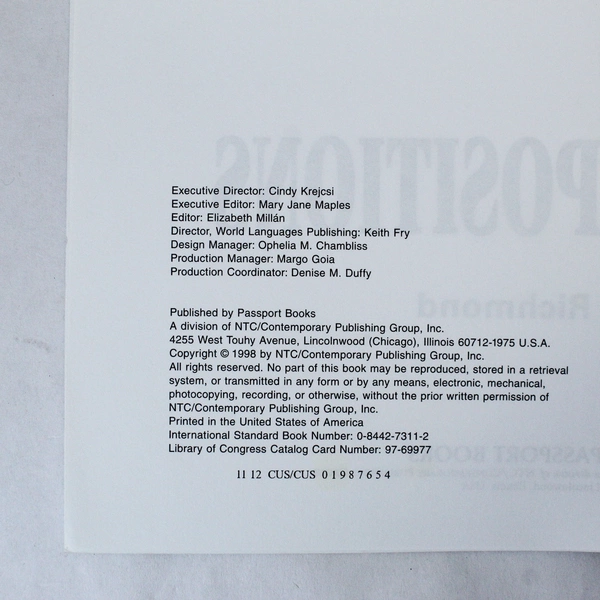 Executive Director: Cindy Krejcsi
Executive Editor: Mary Jane Maples
Editor: Elizabeth Millán
Director, World Languages Publishing: Keith Fry
Design Manager: Ophelia M. Chambliss
Production Manager: Margo Goia
Production Coordinator: Denise M. Duffy
Published by Passport Books
A division of NTC/Contemporary Publishing Group, Inc.
4255 West Touhy Avenue, Lincolnwood (Chicago), Illinois 60712-1975 U.S.A.
Copyright © 1998 by NTC/Contemporary Publishing Group, Inc.
All rights reserved. No part of this book may be reproduced, stored in a retrieval
system, or transmitted in any form or by any means, electronic, mechanical,
photocopying, recording, or otherwise, without the prior written permission of
NTC/Contemporary Publishing Group, Inc.
Printed in the United States of America
International Standard Book Number: 0-8442-7311-2
Library of Congress Catalog Card Number: 97-69977
11 12 CUS/CUS 0 1 9 8 7 6 5 4
POSITIONS
Richmond
PASSPORT BOOKS